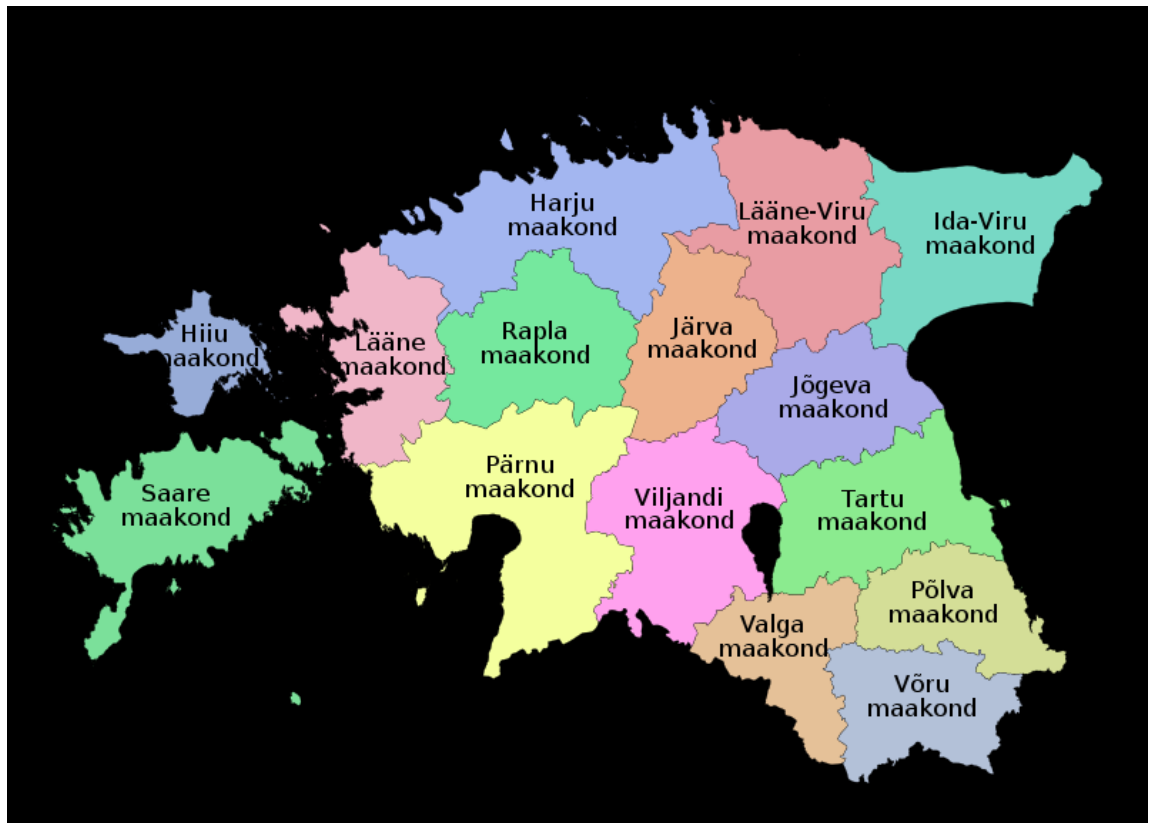 Harju
maakond
Lääne-Viru
maakond
Ida-Viru
maakond
Hiiu
maakond
Lääne
maakond
Rapla
maakond
Järva
maakond
Jõgeva
maakond
Saare
maakond
Pärnu
maakond
Viljandi
maakond
Tartu
maakond
Põlva
maakond
Valga
maakond
Võru
maakond